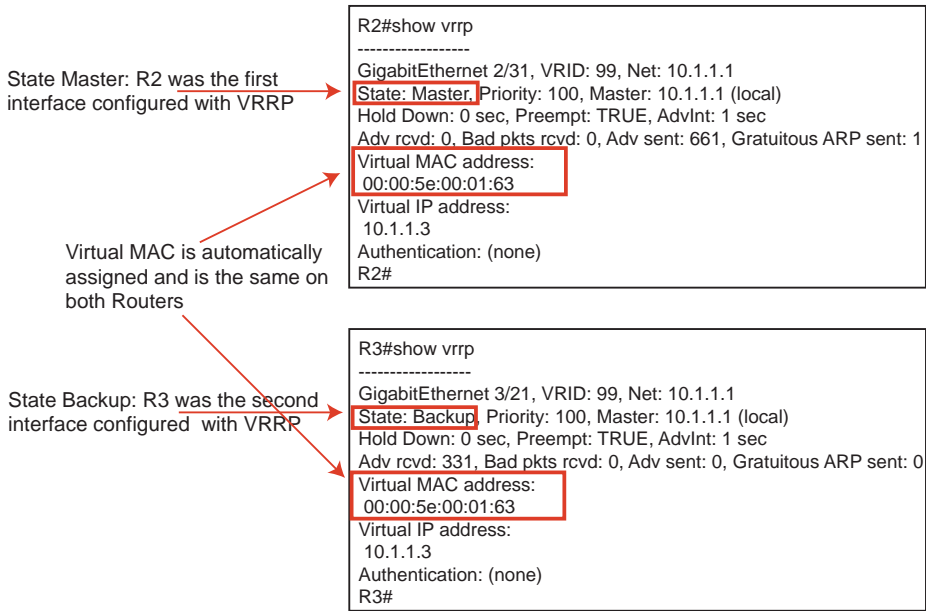 R2#show vrrp
------------------
GigabitEthernet 2/31, VRID: 99, Net: 10.1.1.1
State: Master, Priority: 100, Master: 10.1.1.1 (local)
Hold Down: 0 sec, Preempt: TRUE, AdvInt: 1 sec
Adv rcvd: 0, Bad pkts rcvd: 0, Adv sent: 661, Gratuitous ARP sent: 1
Virtual MAC address:
00:00:5e:00:01:63
Virtual IP address:
10.1.1.3
Authentication: (none)
R2#
State Master: R2 was the first
interface configured with VRRP
Virtual MAC is automatically
assigned and is the same on
both Routers
State Backup: R3 was the second
interface configured with VRRP
R3#show vrrp
------------------
GigabitEthernet 3/21, VRID: 99, Net: 10.1.1.1
State: Backup, Priority: 100, Master: 10.1.1.1 (local)
Hold Down: 0 sec, Preempt: TRUE, AdvInt: 1 sec
Adv rcvd: 331, Bad pkts rcvd: 0, Adv sent: 0, Gratuitous ARP sent: 0
Virtual MAC address:
00:00:5e:00:01:63
Virtual IP address:
10.1.1.3
Authentication: (none)
R3#